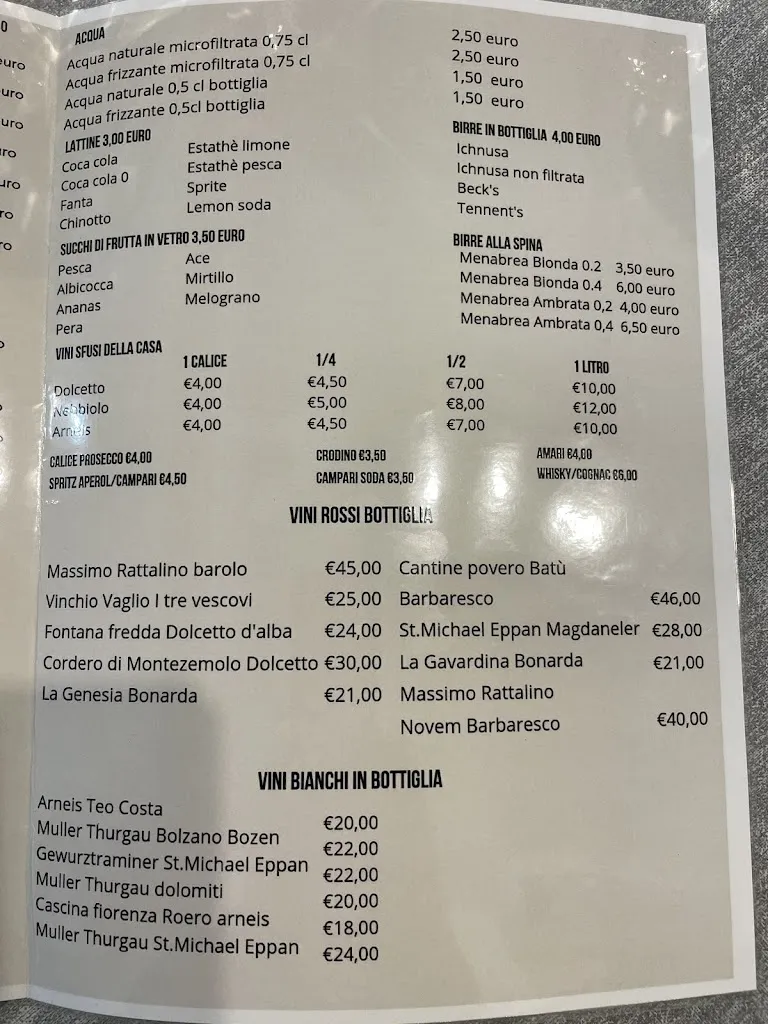 O
euro
euro
uro
ro
uro
ro
ro
ACQUA
Acqua naturale microfiltrata 0,75 cl 2,50 euro
Acqua frizzante microfiltrata 0,75 cl 2,50 euro
Acqua naturale 0,5 cl bottiglia 1,50 euro
Acqua frizzante 0,5cl bottiglia 1,50 euro
LATTINE 3,00 EURO
Coca cola Estathè limone
Coca cola 0 Estathè pesca
Fanta Sprite
Chinotto Lemon soda
BIRRE IN BOTTIGLIA 4,00 EURO
Ichnusa
Ichnusa non filtrata
Beck's
Tennent's
SUCCHI DI FRUTTA IN VETRO 3,50 EURO
Pesca Ace
Albicocca Mirtillo
Ananas Melograno
Pera
BIRRE ALLA SPINA
Menabrea Bionda 0.2 3,50 euro
Menabrea Bionda 0.4 6,00 euro
Menabrea Ambrata 0,2 4,00 euro
Menabrea Ambrata 0,4 6,50 euro
VINI SFUSI DELLA CASA
1 CALICE 1/4 1/2 1 LITRO
Dolcetto €4,00 €4,50 €7,00 €10,00
Nebbiolo €4,00 €5,00 €8,00 €12,00
Arneis €4,00 €4,50 €7,00 €10,00
CALICE PROSECCO €4,00 CRODINO €3,50 AMARI €4,00
SPRITZ APEROL/CAMPARI €4,50 CAMPARI SODA €3,50 WHISKY/COGNAC €6,00
VINI ROSSI BOTTIGLIA
Massimo Rattalino barolo €45,00
Vinchio Vaglio I tre vescovi €25,00
Fontana fredda Dolcetto d'alba €24,00
Cordero di Montezemolo Dolcetto €30,00
La Genesia Bonarda €21,00
Cantine povero Batù
Barbaresco €46,00
St.Michael Eppan Magdaneler €28,00
La Gavardina Bonarda €21,00
Massimo Rattalino
Novem Barbaresco €40,00
VINI BIANCHI IN BOTTIGLIA
Arneis Teo Costa €20,00
Muller Thurgau Bolzano Bozen €22,00
Gewurztraminer St.Michael Eppan €22,00
Muller Thurgau dolomiti €20,00
Cascina fiorenza Roero arneis €18,00
Muller Thurgau St.Michael Eppan €24,00